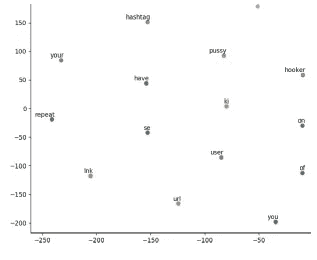 150 hashtag
100 your pussy
50 have hooker
0 ki
repeat se on
−50
−100 lnk user of
−150 url
−200 you
−250 −200 −150 −100 −50